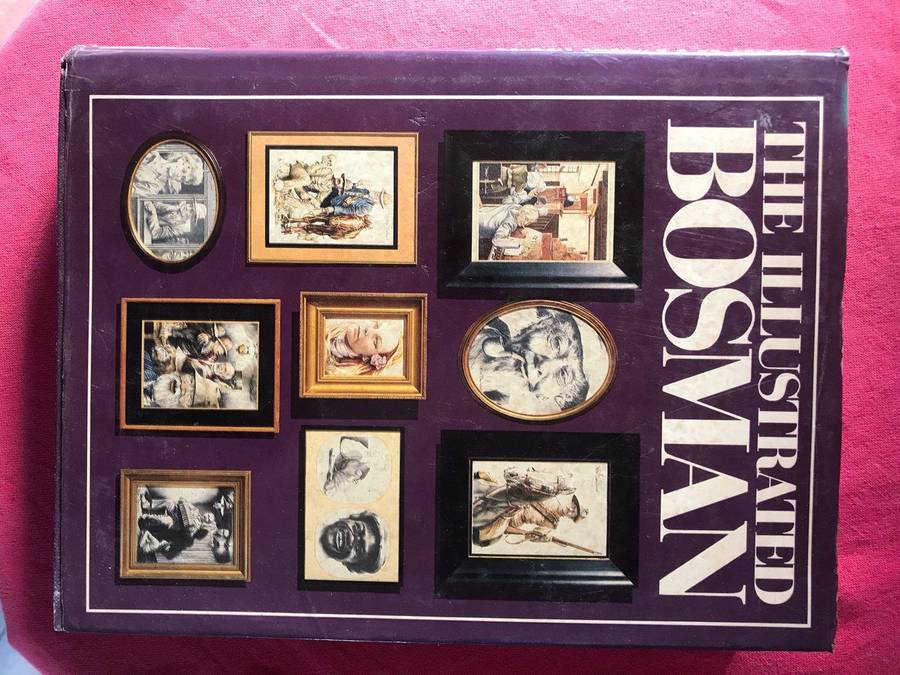 THE ILLUSTRATED
BOSMAN